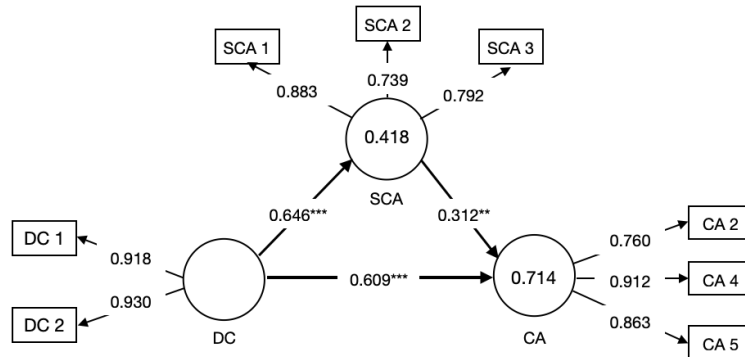 SCA 1
SCA 2
SCA 3
0.883
0.739
0.792
0.418
SCA
0.646***
0.312**
DC 1
DC 2
0.918
0.930
DC
0.609***
0.714
CA
0.760
0.912
0.863
CA 2
CA 4
CA 5